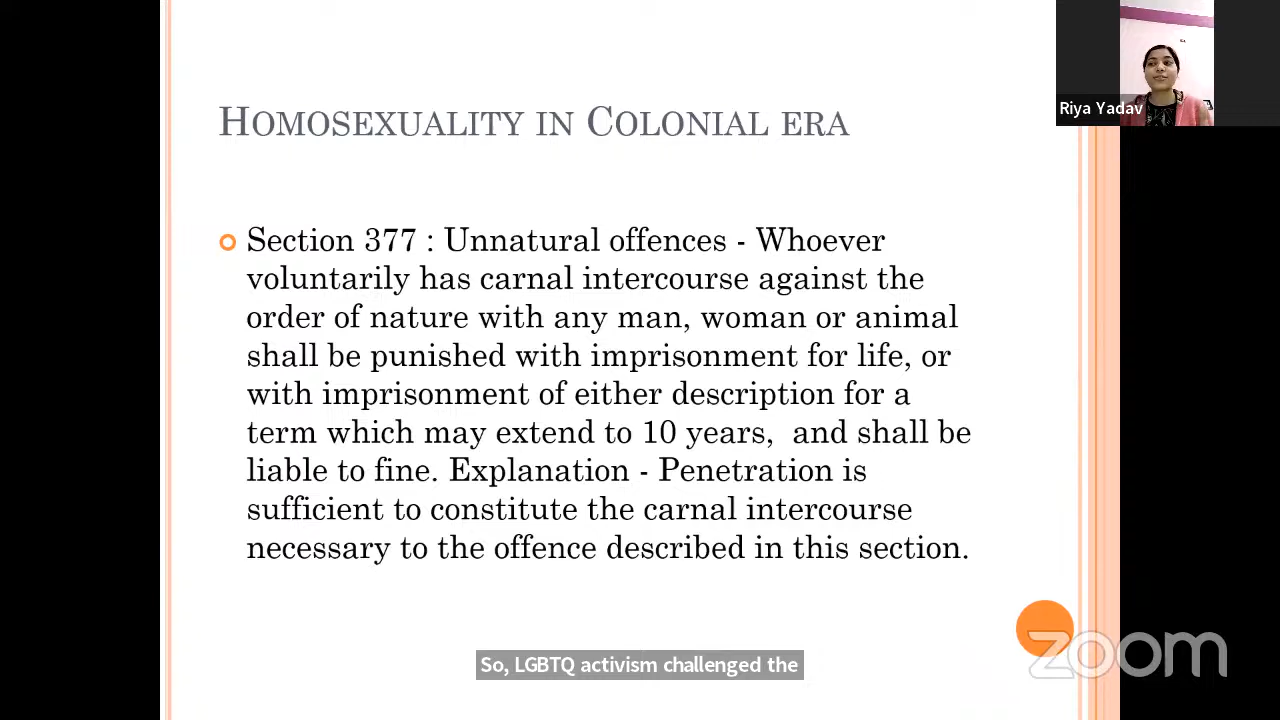 Riya Yadav
HOMOSEXUALITY IN COLONIAL ERA
Section 377 : Unnatural offences - Whoever
voluntarily has carnal intercourse against the
order of nature with any man, woman or animal
shall be punished with imprisonment for life, or
with imprisonment of either description for a
term which may extend to 10 years,  and shall be
liable to fine. Explanation - Penetration is
sufficient to constitute the carnal intercourse
necessary to the offence described in this section.
zoom
So, LGBTQ activism challenged the